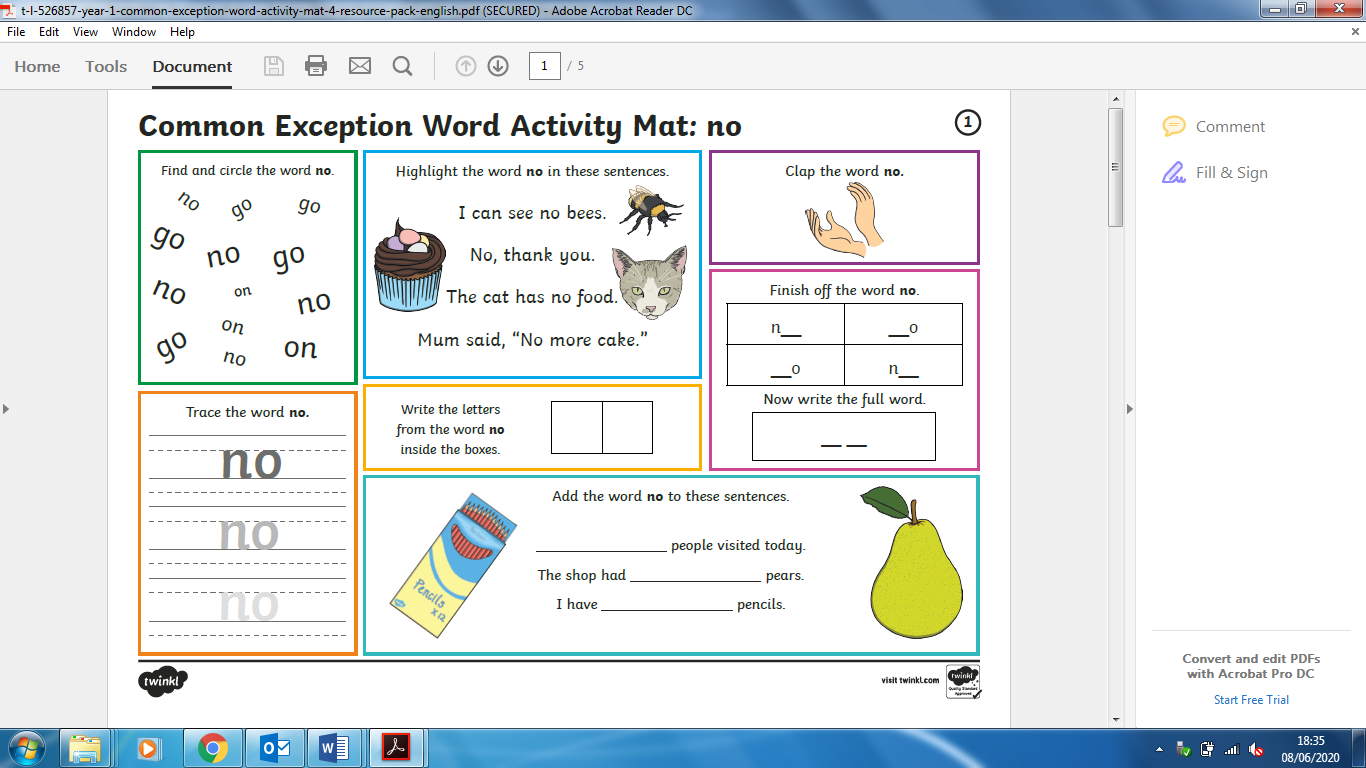 t-l-526857-year-1-common-exception-word-activity-mat-4-resource-pack-english.pdf (SECURED) - Adobe Acrobat Reader DC
File Edit View Window Help
Home Tools Document 1 / 5
Common Exception Word Activity Mat: no 1
Find and circle the word no.
no go go
go no go
no on no
go on on
no
Highlight the word no in these sentences.
I can see no bees.
No, thank you.
The cat has no food.
Mum said, “No more cake.”
Clap the word no.
Finish off the word no.
n__ __o
__o n__
Now write the full word.
__ __
Trace the word no.
no
no
no
Write the letters
from the word no
inside the boxes.
Add the word no to these sentences.
Pencils
x12
_______________ people visited today.
The shop had _______________ pears.
I have _______________ pencils.
twinkl
visit twinkl.com
twinkl
Quality Standard
Approved
Comment
Fill & Sign
Convert and edit PDFs
with Acrobat Pro DC
Start Free Trial
18:35
08/06/2020